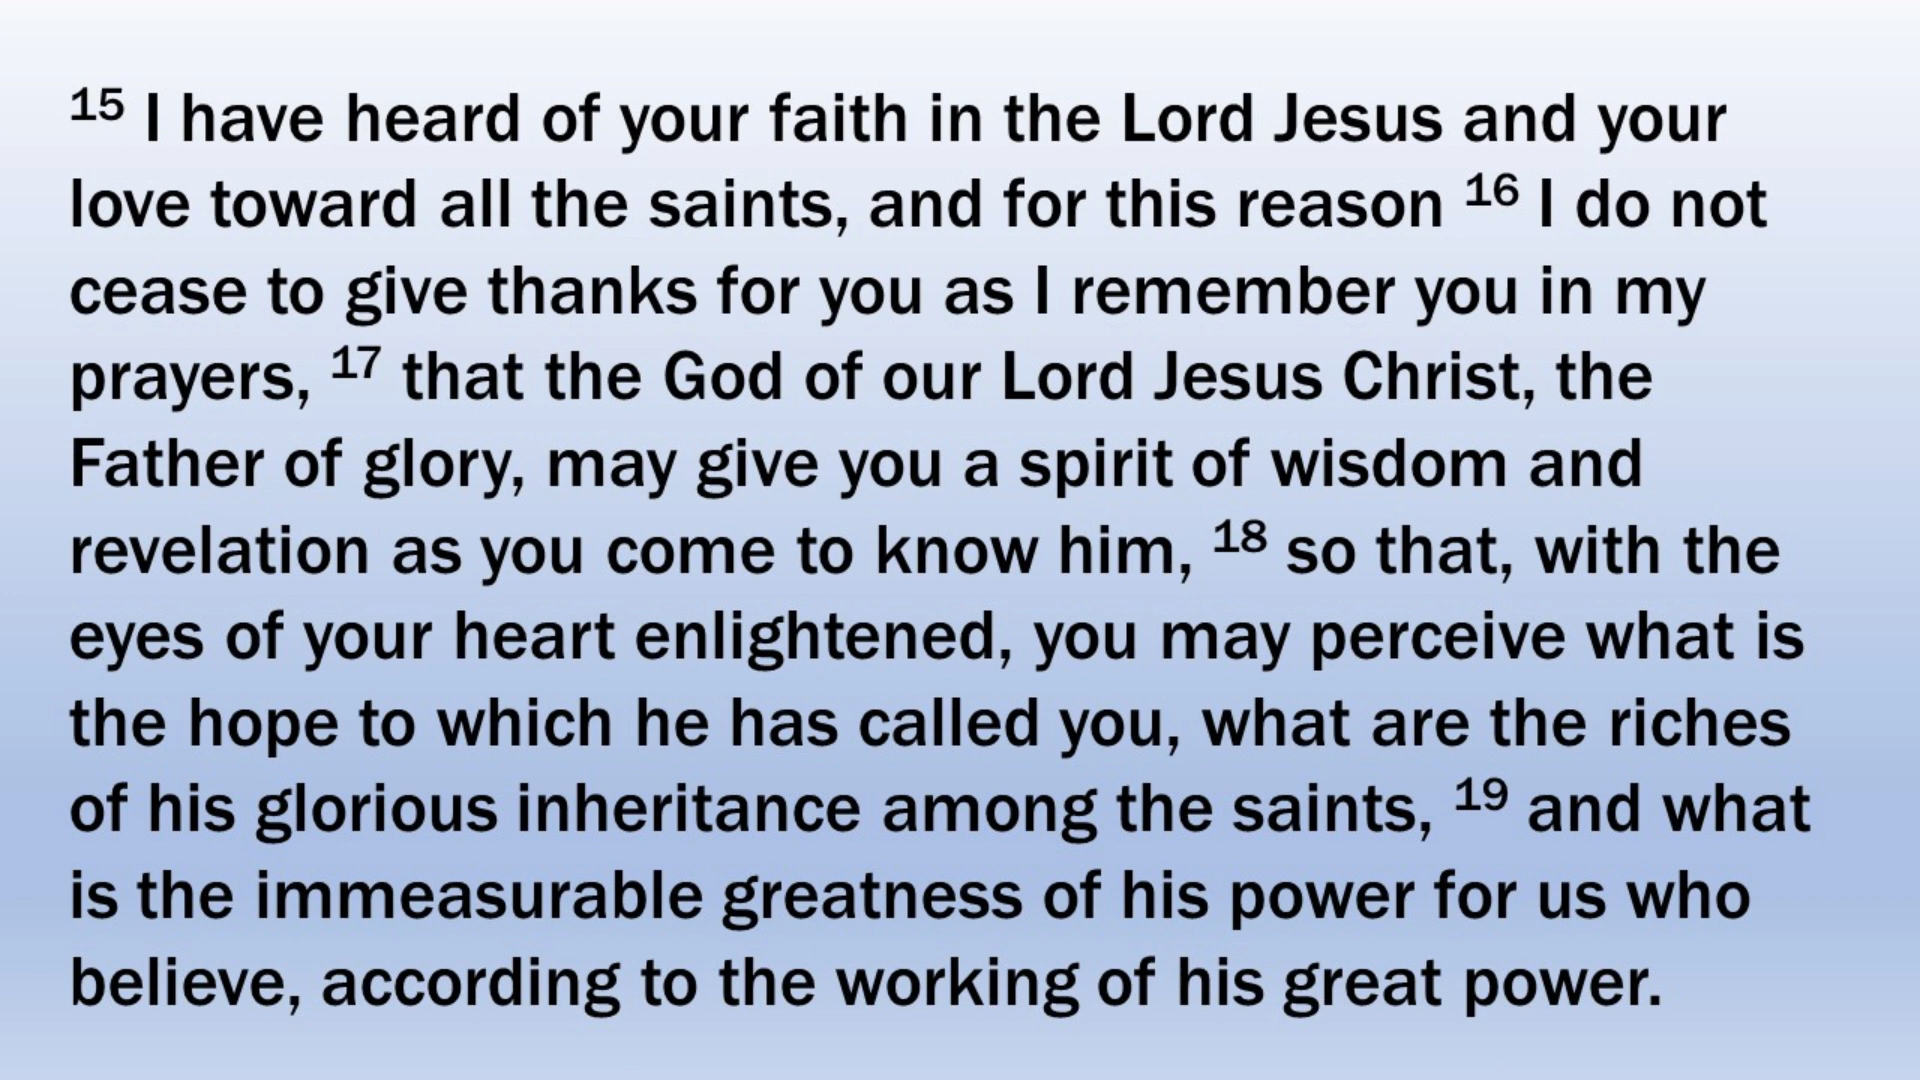 15 I have heard of your faith in the Lord Jesus and your
love toward all the saints, and for this reason 16 I do not
cease to give thanks for you as I remember you in my
prayers, 17 that the God of our Lord Jesus Christ, the
Father of glory, may give you a spirit of wisdom and
revelation as you come to know him, 18 so that, with the
eyes of your heart enlightened, you may perceive what is
the hope to which he has called you, what are the riches
of his glorious inheritance among the saints, 19 and what
is the immeasurable greatness of his power for us who
believe, according to the working of his great power.